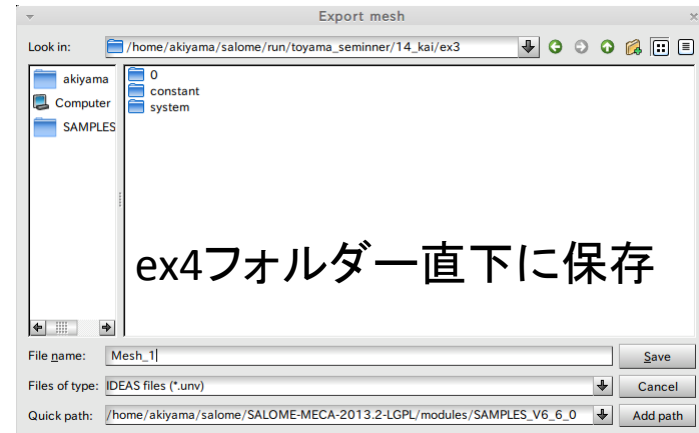 Export mesh
Look in: /home/akiyama/salome/run/toyama_seminner/14_kai/ex3
akiyama
Computer
SAMPLES
0
constant
system
ex4フォルダー直下に保存
File name: Mesh_1
Save
Files of type: IDEAS files (*.unv)
Cancel
Quick path: /home/akiyama/salome/SALOME-MECA-2013.2-LGPL/modules/SAMPLES_V6_6_0
Add path